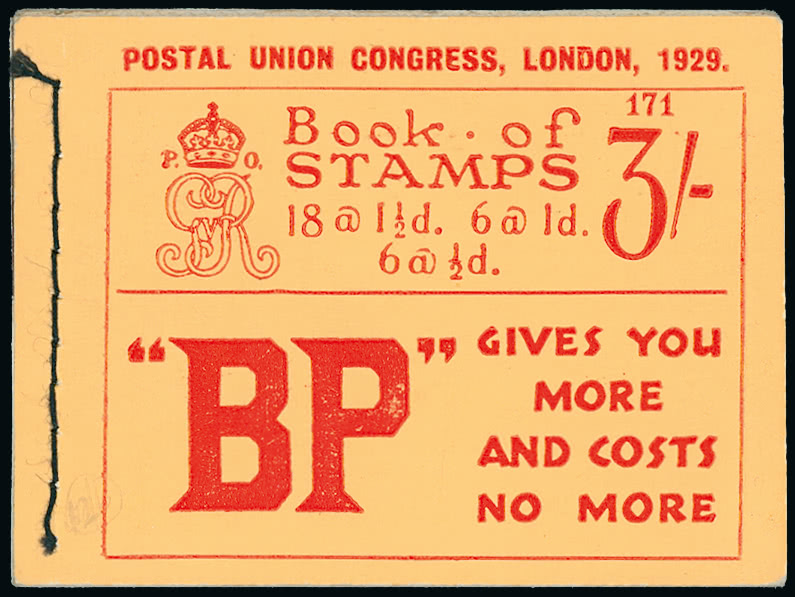 POSTAL UNION CONGRESS, LONDON, 1929.
171
P. O.
GvR
Book · of
STAMPS
3/-
18 @ 1½d. 6 @ 1d.
6 @ ½d.
"BP"
GIVES YOU
MORE
AND COSTS
NO MORE